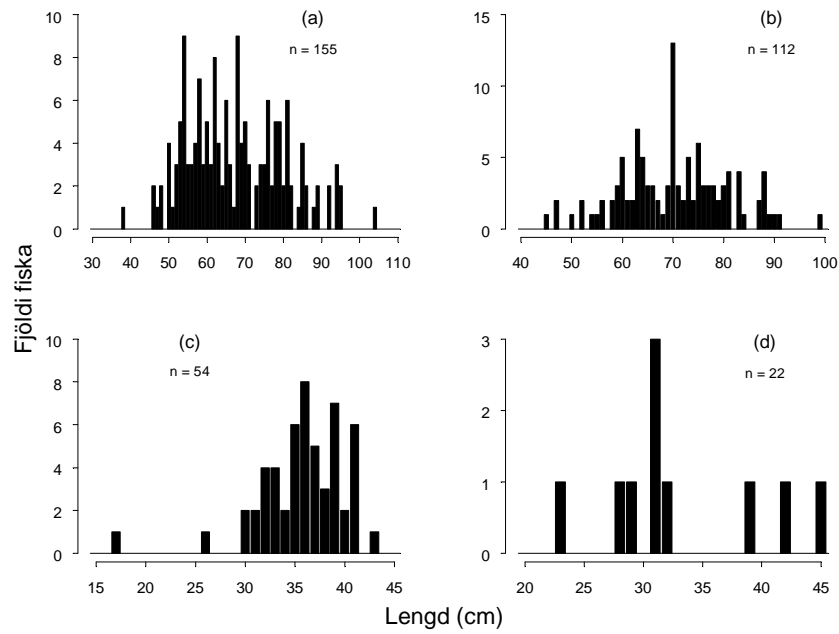 Fjöldi fiska
(a)
n = 155
10
8
6
4
2
0
30 40 50 60 70 80 90 100 110
(b)
n = 112
15
10
5
0
40 50 60 70 80 90 100
(c)
n = 54
10
8
6
4
2
0
15 20 25 30 35 40 45
(d)
n = 22
3
2
1
0
20 25 30 35 40 45
Lengd (cm)